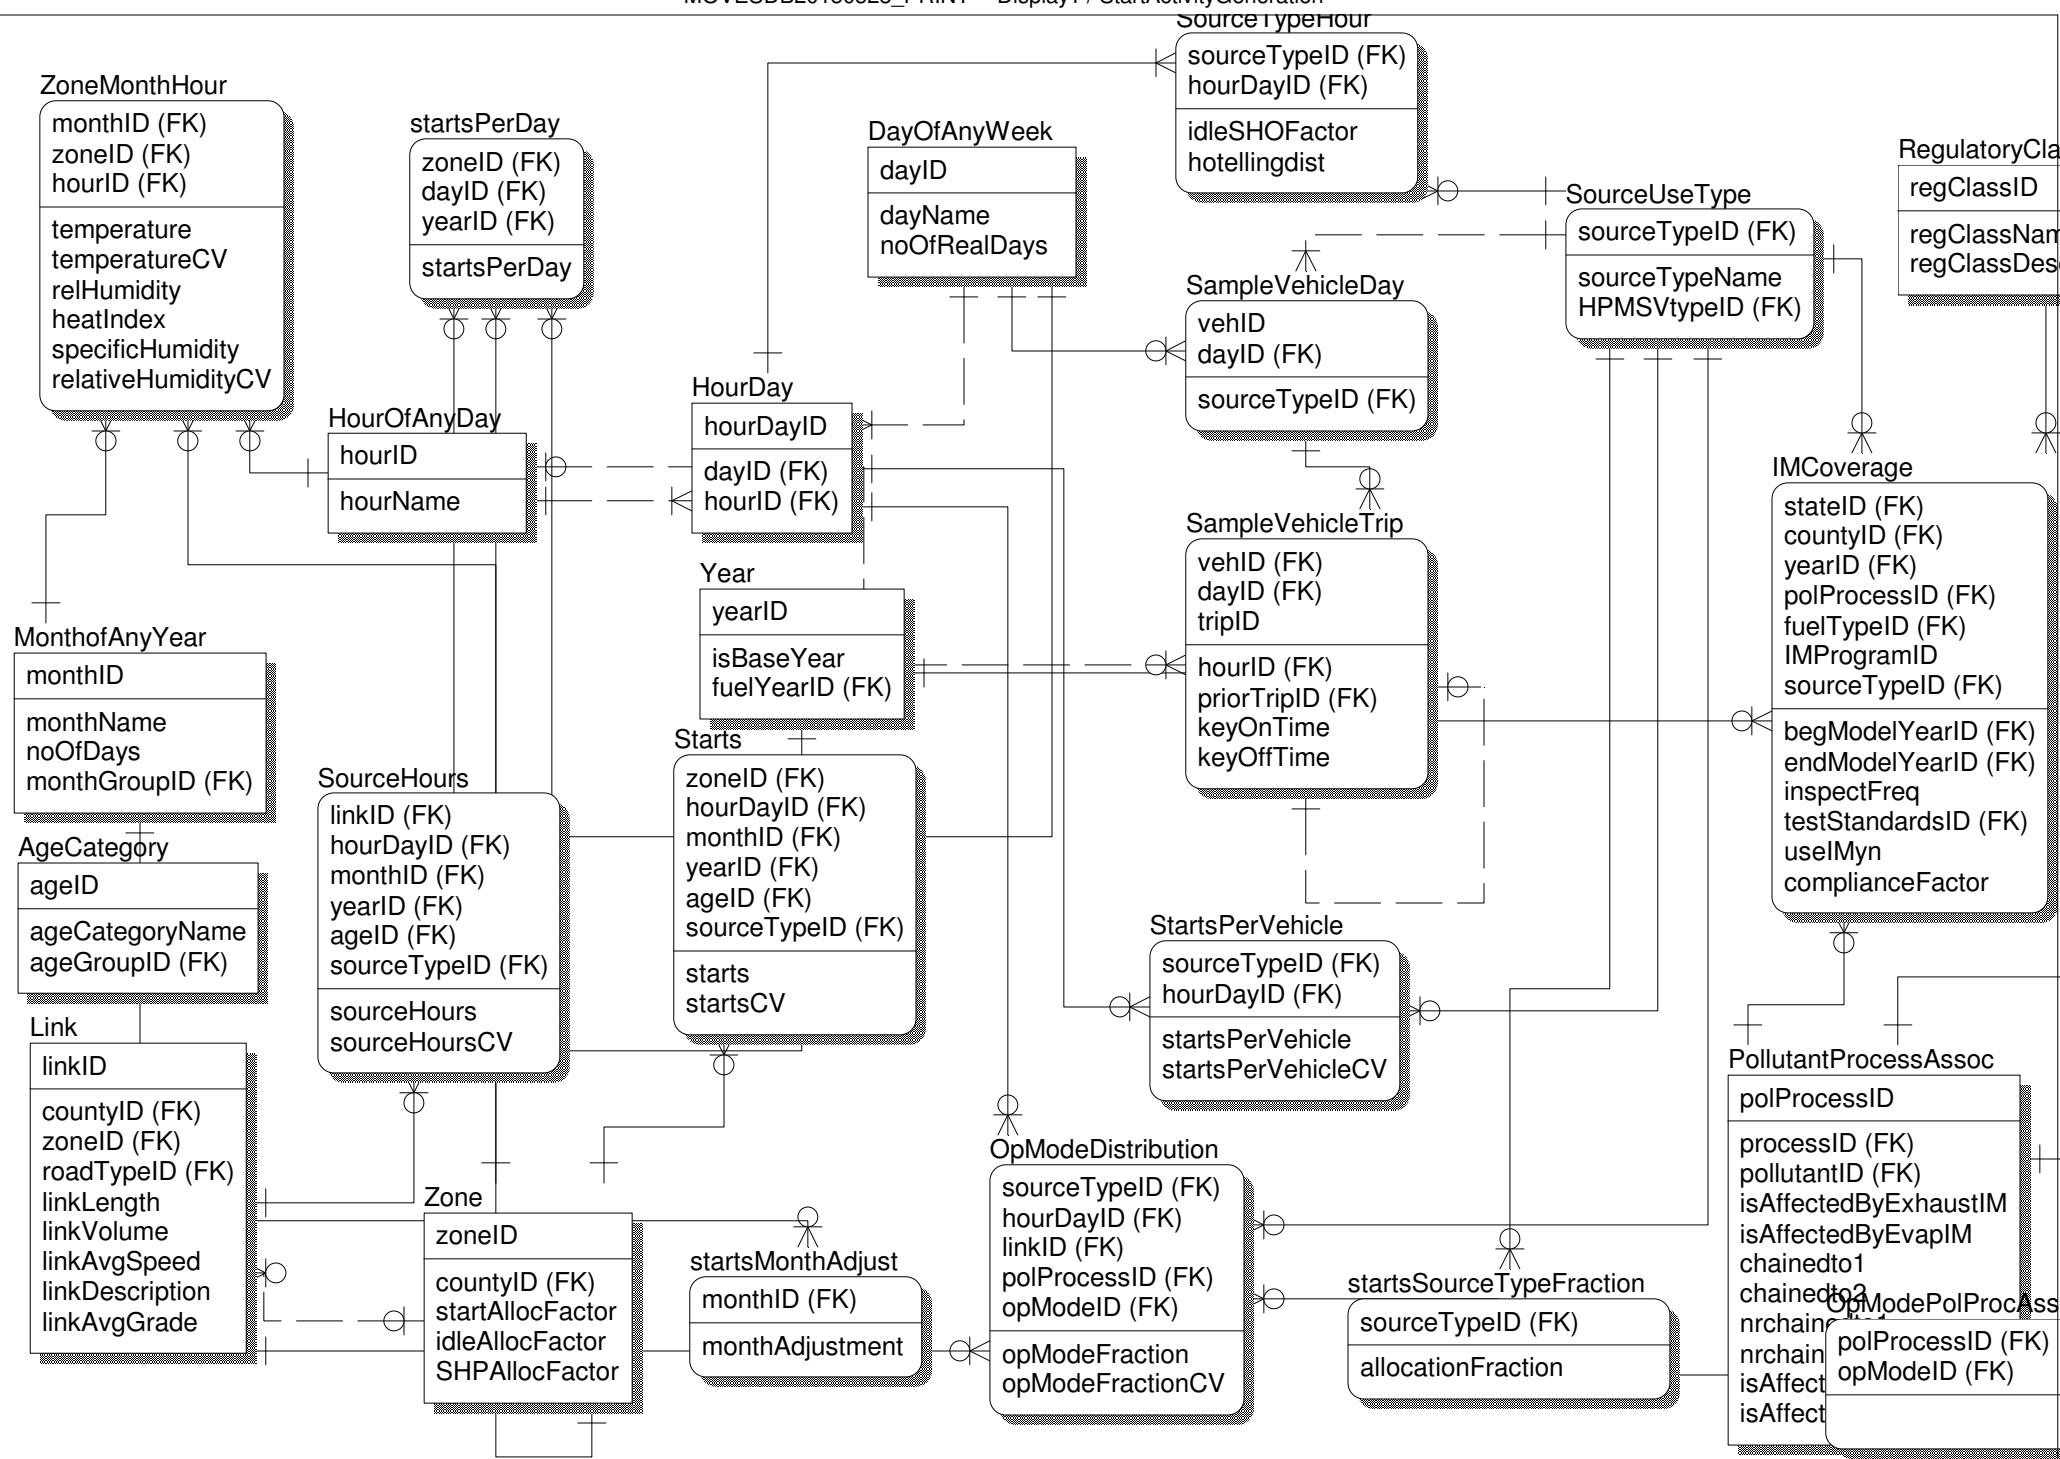 SourceTypeHour
sourceTypeID (FK)
hourDayID (FK)
idleSHOFactor
hotellingdist
ZoneMonthHour
monthID (FK)
zoneID (FK)
hourID (FK)
temperature
temperatureCV
relHumidity
heatIndex
specificHumidity
relativeHumidityCV
startsPerDay
zoneID (FK)
dayID (FK)
yearID (FK)
startsPerDay
DayOfAnyWeek
dayID
dayName
noOfRealDays
RegulatoryCla
regClassID
regClassNam
regClassDes
SourceUseType
sourceTypeID (FK)
sourceTypeName
HPMSVtypeID (FK)
SampleVehicleDay
vehID
dayID (FK)
sourceTypeID (FK)
HourOfAnyDay
hourID
hourName
HourDay
hourDayID
dayID (FK)
hourID (FK)
IMCoverage
stateID (FK)
countyID (FK)
yearID (FK)
polProcessID (FK)
fuelTypeID (FK)
IMProgramID
sourceTypeID (FK)
begModelYearID (FK)
endModelYearID (FK)
inspectFreq
testStandardsID (FK)
useIMyn
complianceFactor
SampleVehicleTrip
vehID (FK)
dayID (FK)
tripID
hourID (FK)
priorTripID (FK)
keyOnTime
keyOffTime
Year
yearID
isBaseYear
fuelYearID (FK)
MonthofAnyYear
monthID
monthName
noOfDays
monthGroupID (FK)
Starts
zoneID (FK)
hourDayID (FK)
monthID (FK)
yearID (FK)
ageID (FK)
sourceTypeID (FK)
starts
startsCV
SourceHours
linkID (FK)
hourDayID (FK)
monthID (FK)
yearID (FK)
ageID (FK)
sourceTypeID (FK)
sourceHours
sourceHoursCV
AgeCategory
ageID
ageCategoryName
ageGroupID (FK)
StartsPerVehicle
sourceTypeID (FK)
hourDayID (FK)
startsPerVehicle
startsPerVehicleCV
Link
linkID
countyID (FK)
zoneID (FK)
roadTypeID (FK)
linkLength
linkVolume
linkAvgSpeed
linkDescription
linkAvgGrade
PollutantProcessAssoc
polProcessID
processID (FK)
pollutantID (FK)
isAffectedByExhaustIM
isAffectedByEvapIM
chainedto1
chainedto2
nrchainedto1
nrchain
isAffect
isAffect
OpModeDistribution
sourceTypeID (FK)
hourDayID (FK)
linkID (FK)
polProcessID (FK)
opModeID (FK)
opModeFraction
opModeFractionCV
Zone
zoneID
countyID (FK)
startAllocFactor
idleAllocFactor
SHPAllocFactor
startsMonthAdjust
monthID (FK)
monthAdjustment
startsSourceTypeFraction
sourceTypeID (FK)
allocationFraction
OpModePolProcAss
polProcessID (FK)
opModeID (FK)